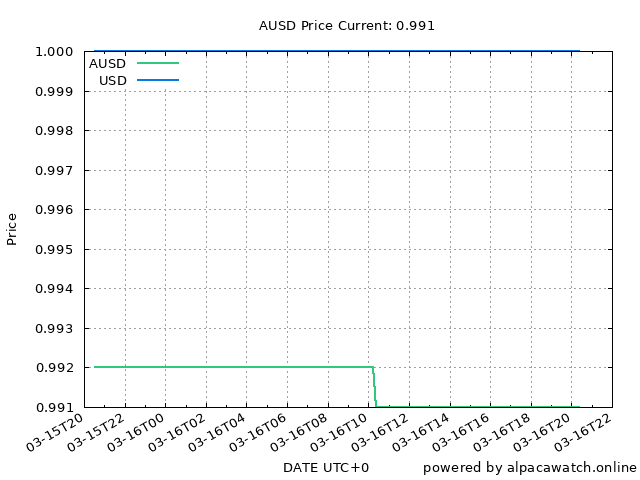 AUSD Price Current: 0.991
1.000
AUSD
USD
0.999
0.998
0.997
0.996
0.995
0.994
0.993
0.992
0.991
Price
03-15T20
03-15T22
03-16T00
03-16T02
03-16T04
03-16T06
03-16T08
03-16T10
03-16T12
03-16T14
03-16T16
03-16T18
03-16T20
03-16T22
DATE UTC+0
powered by alpacawatch.online